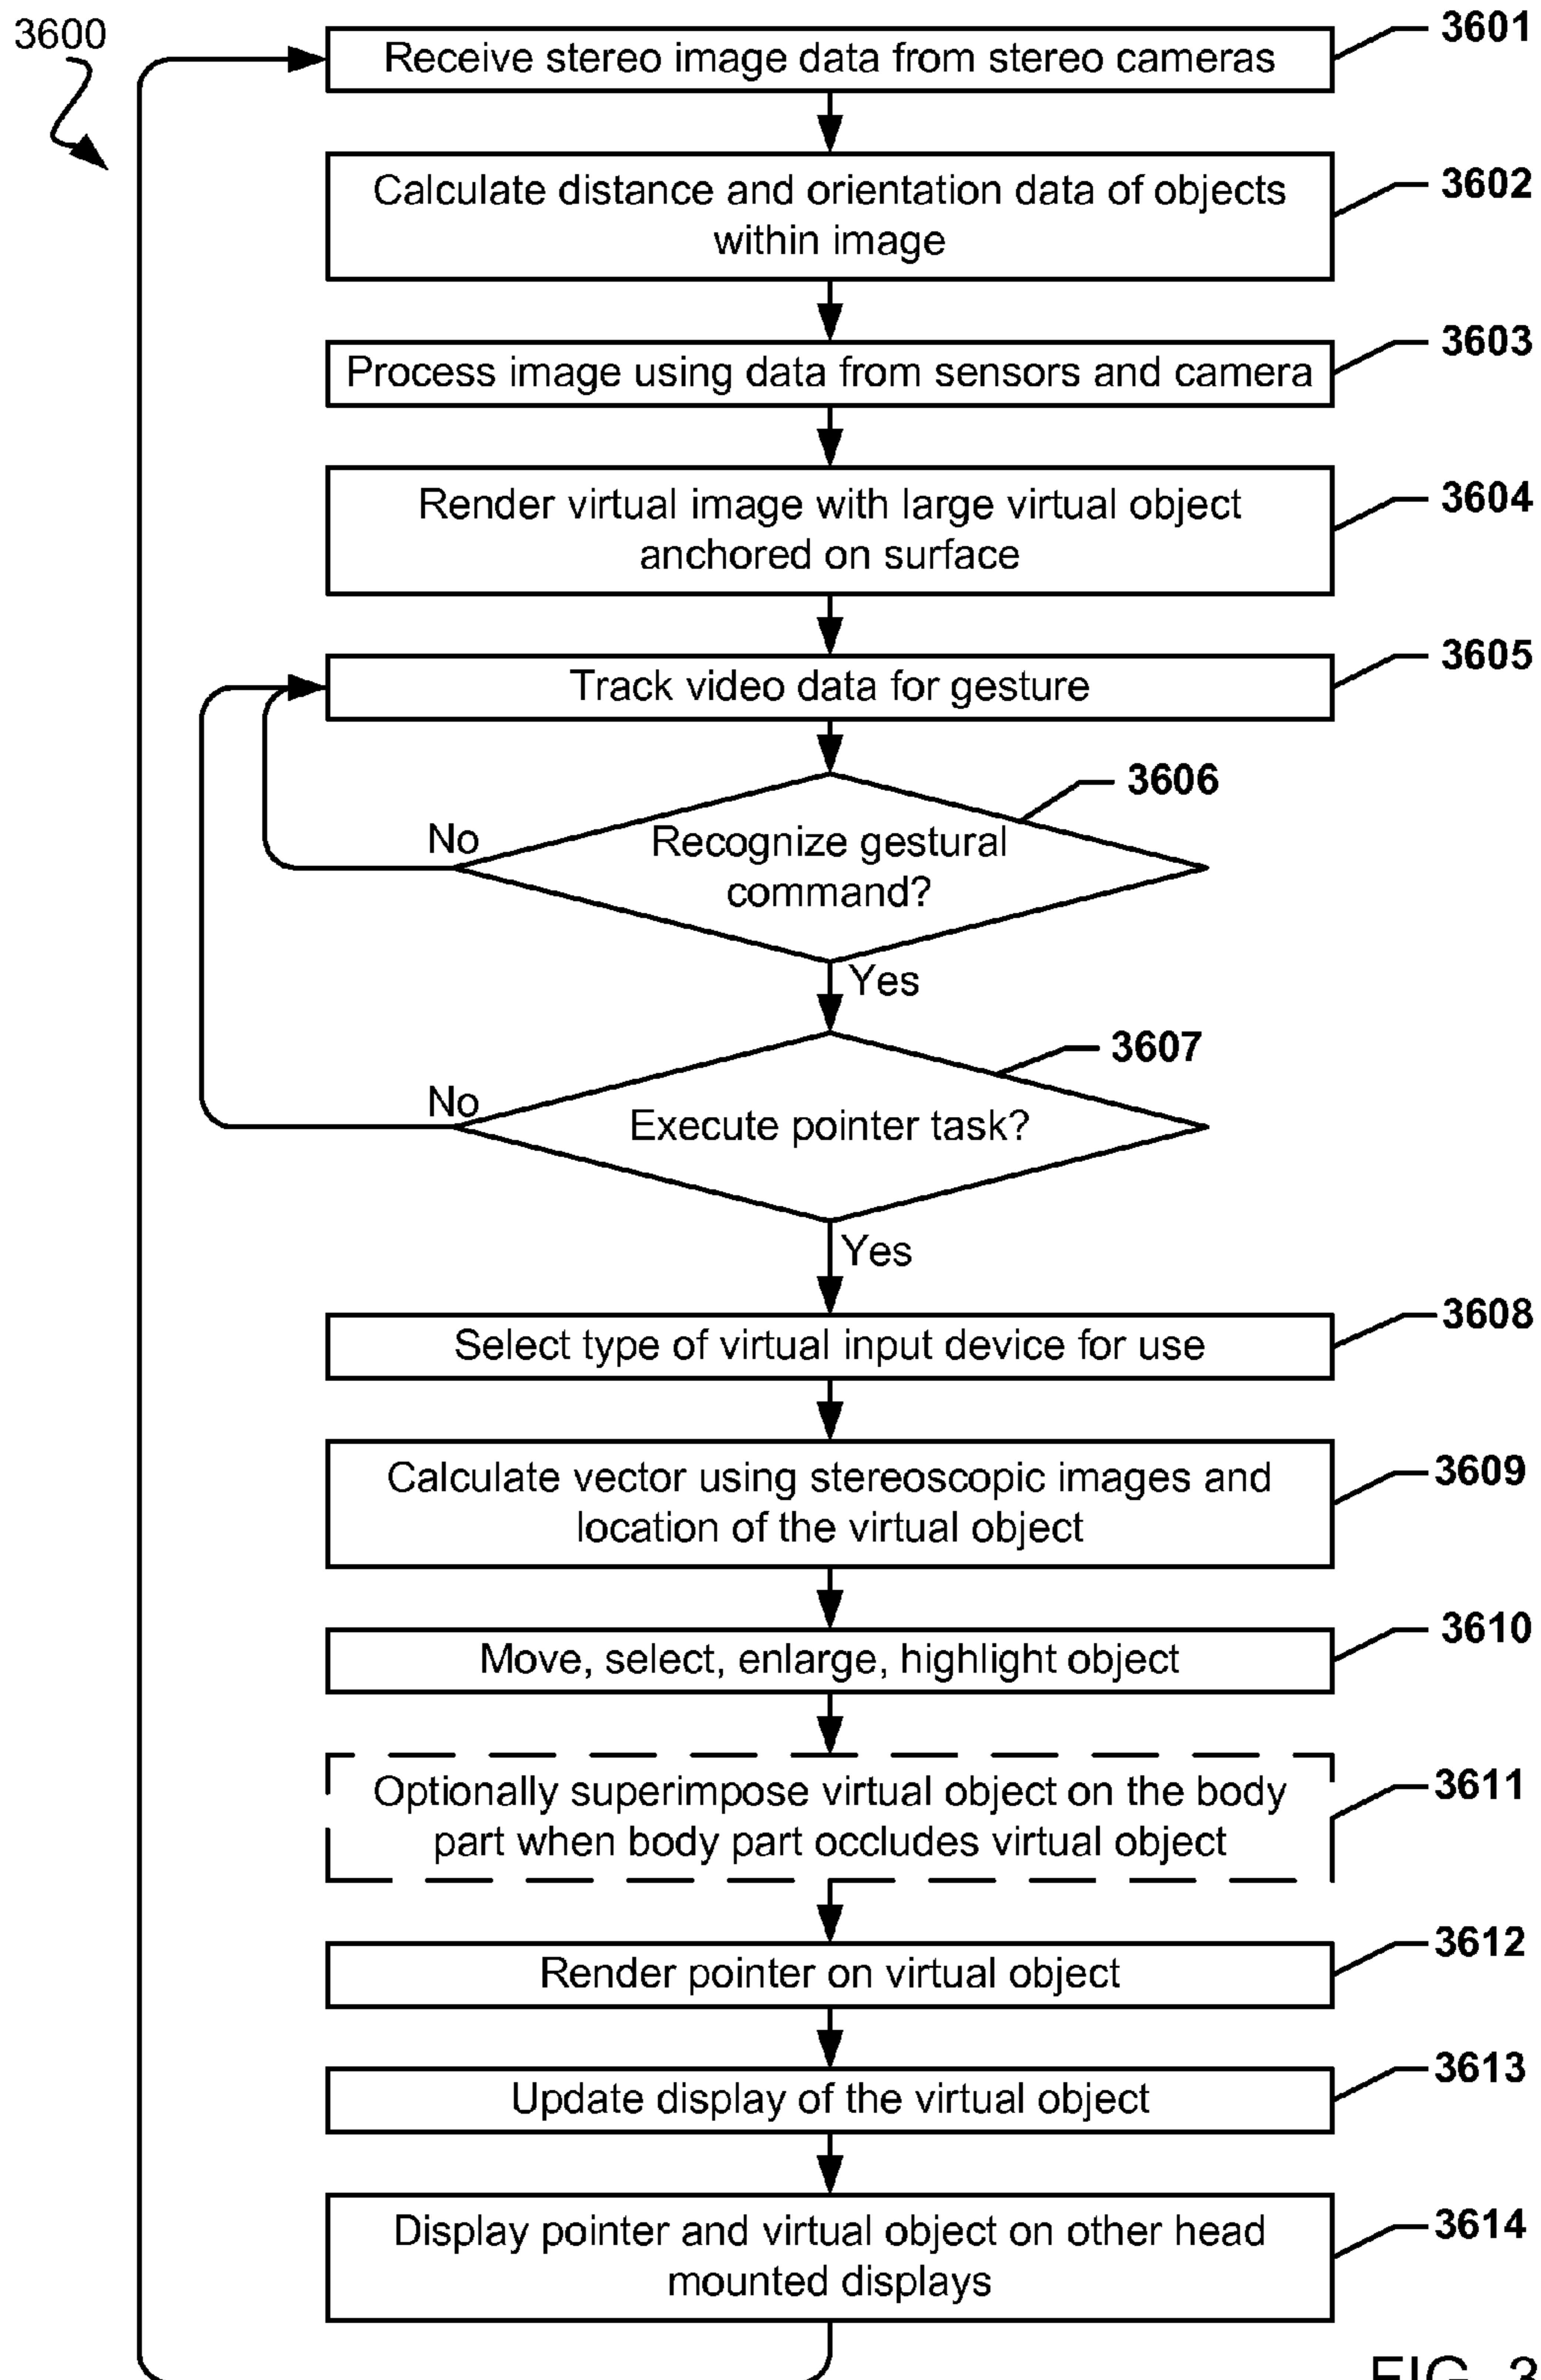 3600
Receive stereo image data from stereo cameras
3601
Calculate distance and orientation data of objects
within image
3602
Process image using data from sensors and camera
3603
Render virtual image with large virtual object
anchored on surface
3604
Track video data for gesture
3605
Recognize gestural
command?
3606
No
Yes
Execute pointer task?
3607
No
Yes
Select type of virtual input device for use
3608
Calculate vector using stereoscopic images and
location of the virtual object
3609
Move, select, enlarge, highlight object
3610
Optionally superimpose virtual object on the body
part when body part occludes virtual object
3611
Render pointer on virtual object
3612
Update display of the virtual object
3613
Display pointer and virtual object on other head
mounted displays
3614
FIG. 3